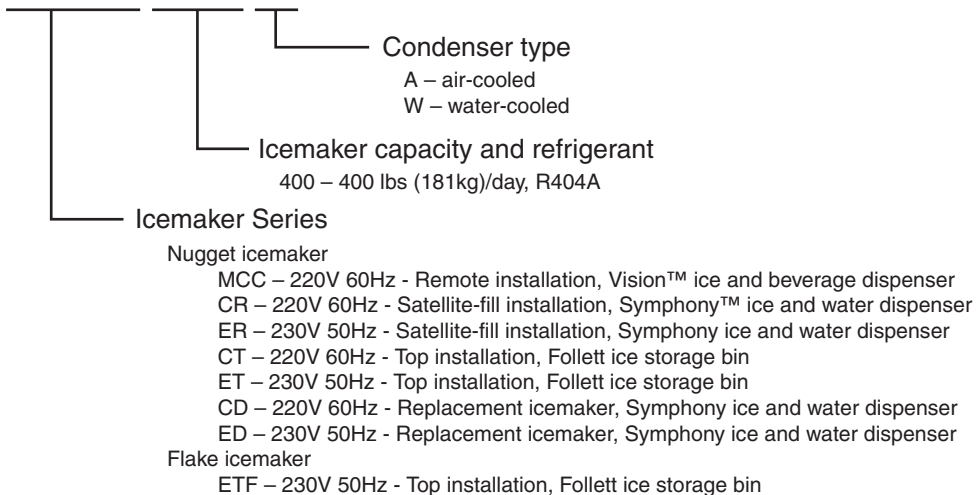 Condenser type
A – air-cooled
W – water-cooled
Icemaker capacity and refrigerant
400 – 400 lbs (181kg)/day, R404A
Icemaker Series
Nugget icemaker
MCC – 220V 60Hz - Remote installation, Vision™ ice and beverage dispenser
CR – 220V 60Hz - Satellite-fill installation, Symphony™ ice and water dispenser
ER – 230V 50Hz - Satellite-fill installation, Symphony ice and water dispenser
CT – 220V 60Hz - Top installation, Follett ice storage bin
ET – 230V 50Hz - Top installation, Follett ice storage bin
CD – 220V 60Hz - Replacement icemaker, Symphony ice and water dispenser
ED – 230V 50Hz - Replacement icemaker, Symphony ice and water dispenser
Flake icemaker
ETF – 230V 50Hz - Top installation, Follett ice storage bin